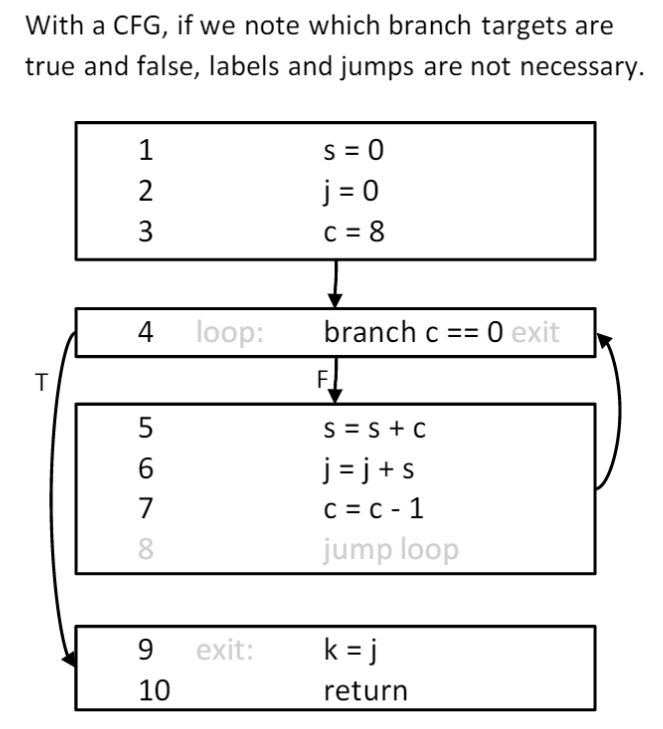 With a CFG, if we note which branch targets are
true and false, labels and jumps are not necessary.
1 s = 0
2 j = 0
3 c = 8
4 loop: branch c == 0 exit
T
F
5 s = s + c
6 j = j + s
7 c = c - 1
8 jump loop
9 exit: k = j
10 return